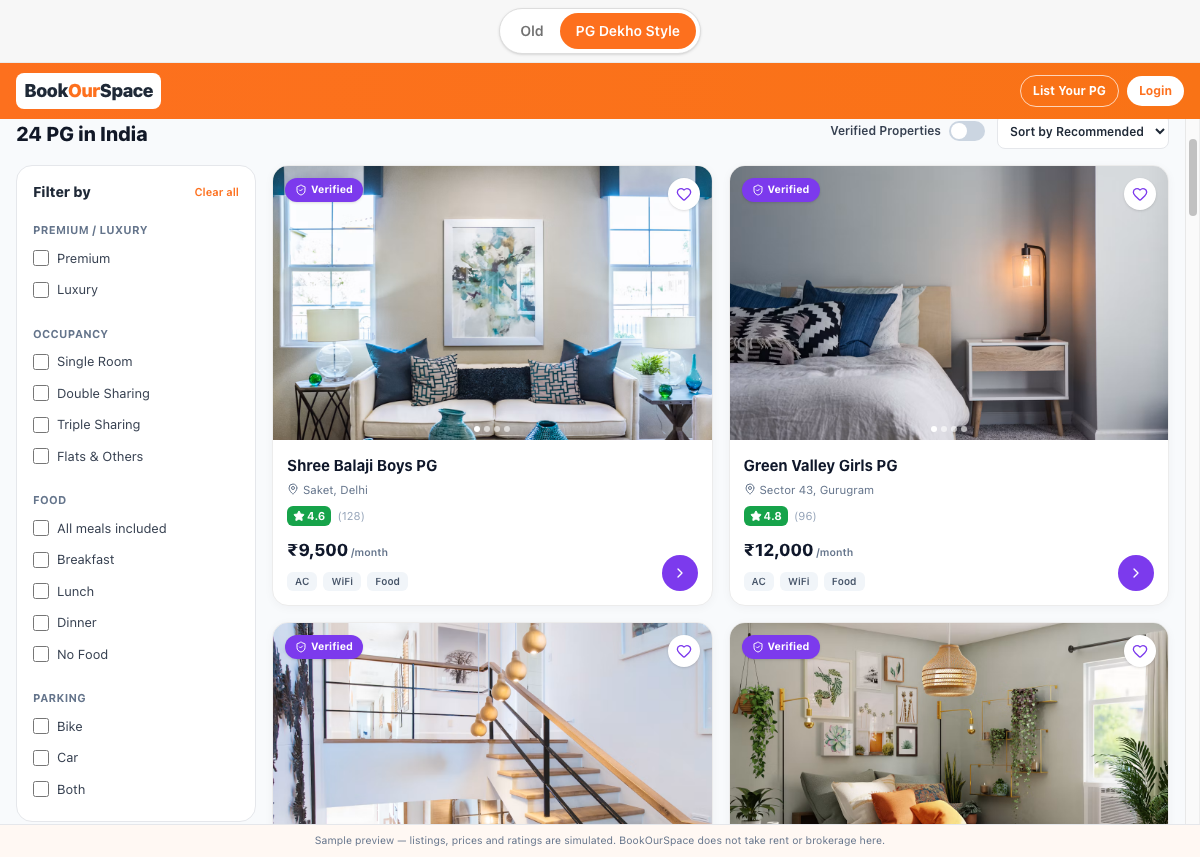 Old
PG Dekho Style
BookOurSpace
List Your PG
Login
24 PG in India
Verified Properties
Sort by Recommended
Filter by
Clear all
PREMIUM / LUXURY
Premium
Luxury
OCCUPANCY
Single Room
Double Sharing
Triple Sharing
Flats & Others
FOOD
All meals included
Breakfast
Lunch
Dinner
No Food
PARKING
Bike
Car
Both
Verified
Shree Balaji Boys PG
Saket, Delhi
4.6 (128)
₹9,500 /month
AC WiFi Food
Verified
Green Valley Girls PG
Sector 43, Gurugram
4.8 (96)
₹12,000 /month
AC WiFi Food
Verified
Verified
Sample preview — listings, prices and ratings are simulated. BookOurSpace does not take rent or brokerage here.